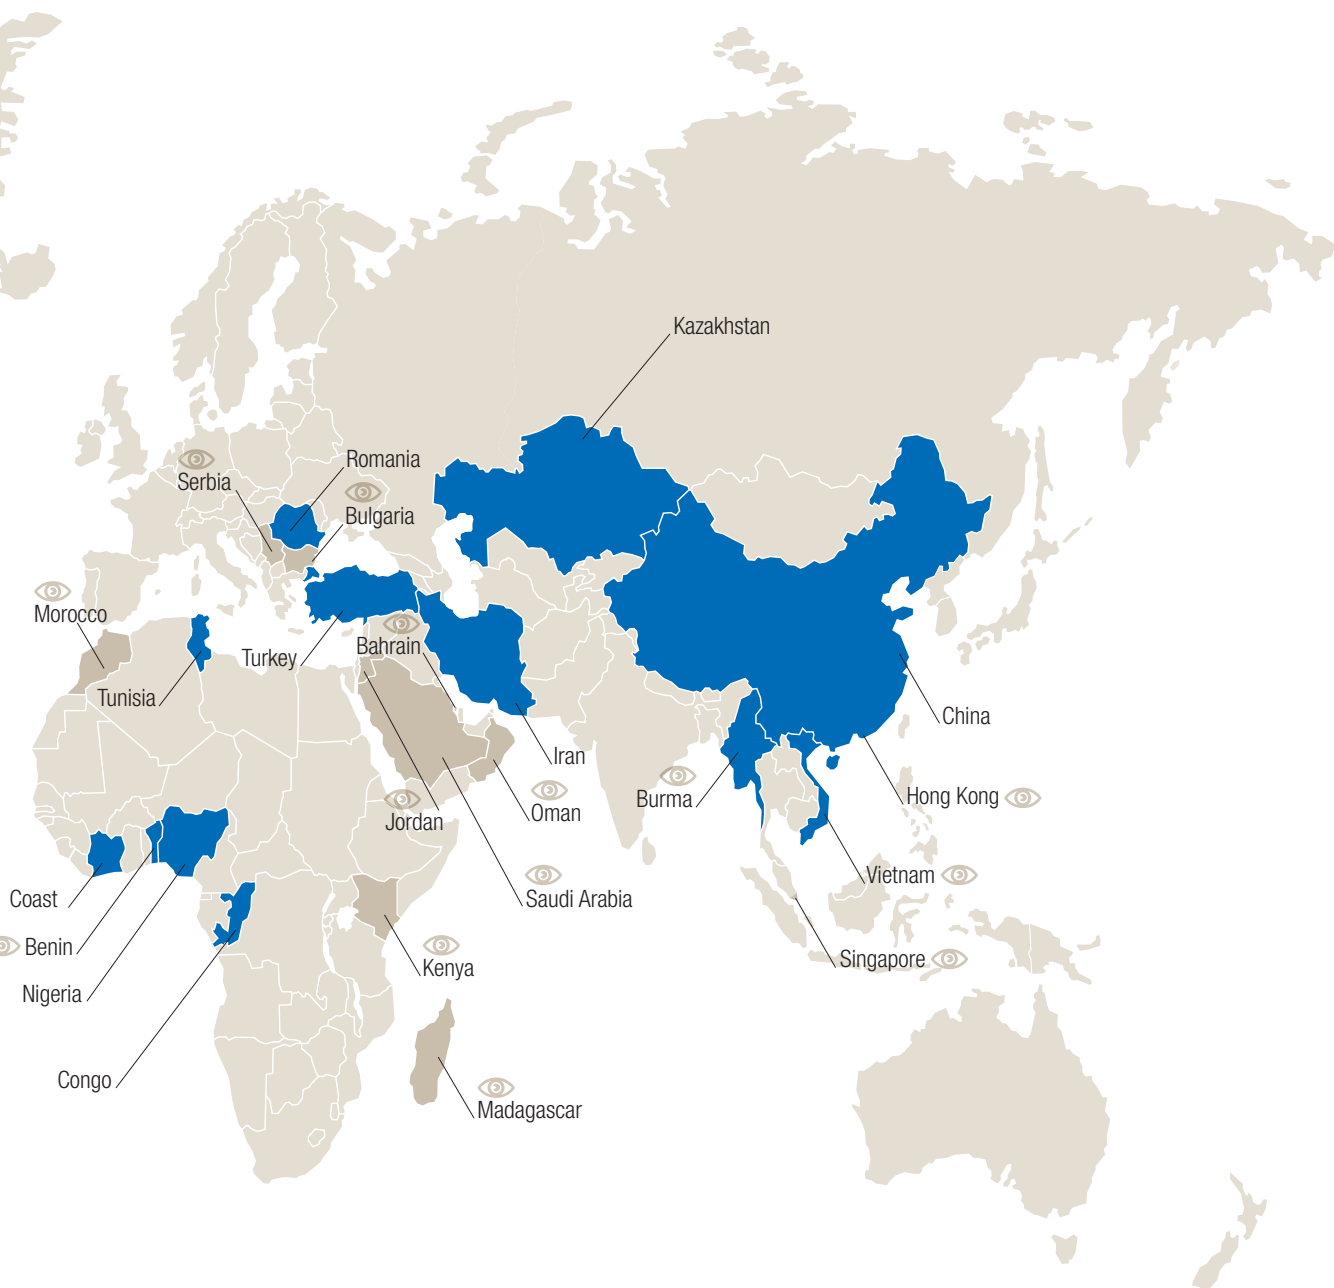 Kazakhstan
Romania
Serbia
Bulgaria
Morocco
Bahrain
Turkey
Tunisia
China
Iran
Burma
Hong Kong
Oman
Jordan
Vietnam
Coast
Saudi Arabia
Benin
Singapore
Kenya
Nigeria
Congo
Madagascar